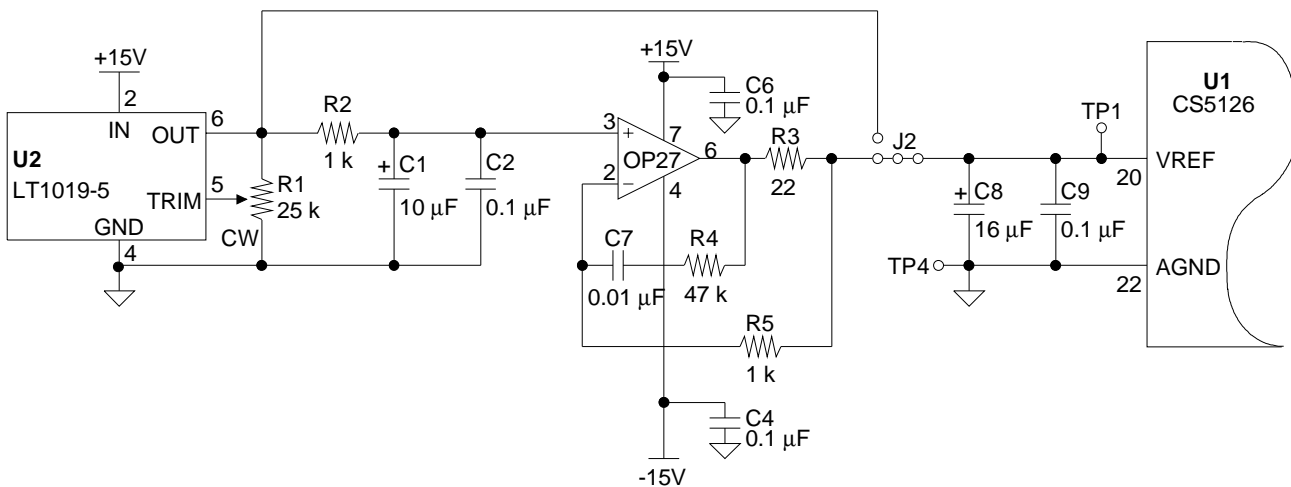 +15V
2
IN
OUT
6
U2
LT1019-5
TRIM
5
GND
4
R2
1 k
R1
25 k
CW
+
C1
10 µF
C2
0.1 µF
+15V
C6
0.1 µF
3
+
7
OP27
6
2
−
4
R3
22
J2
C7
0.01 µF
R4
47 k
R5
1 k
C4
0.1 µF
-15V
TP1
+
C8
16 µF
C9
0.1 µF
TP4
U1
CS5126
VREF
20
AGND
22